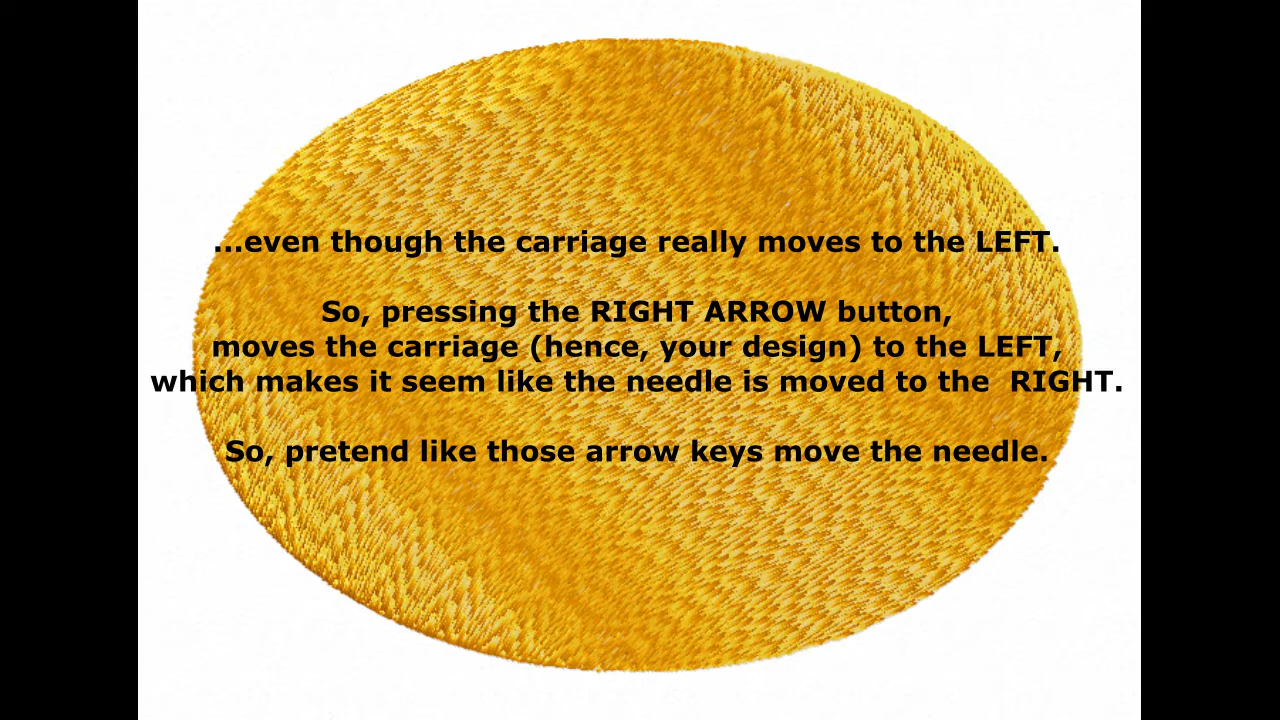 ...even though the carriage really moves to the LEFT.
So, pressing the RIGHT ARROW button,
moves the carriage (hence, your design) to the LEFT,
which makes it seem like the needle is moved to the  RIGHT.
So, pretend like those arrow keys move the needle.